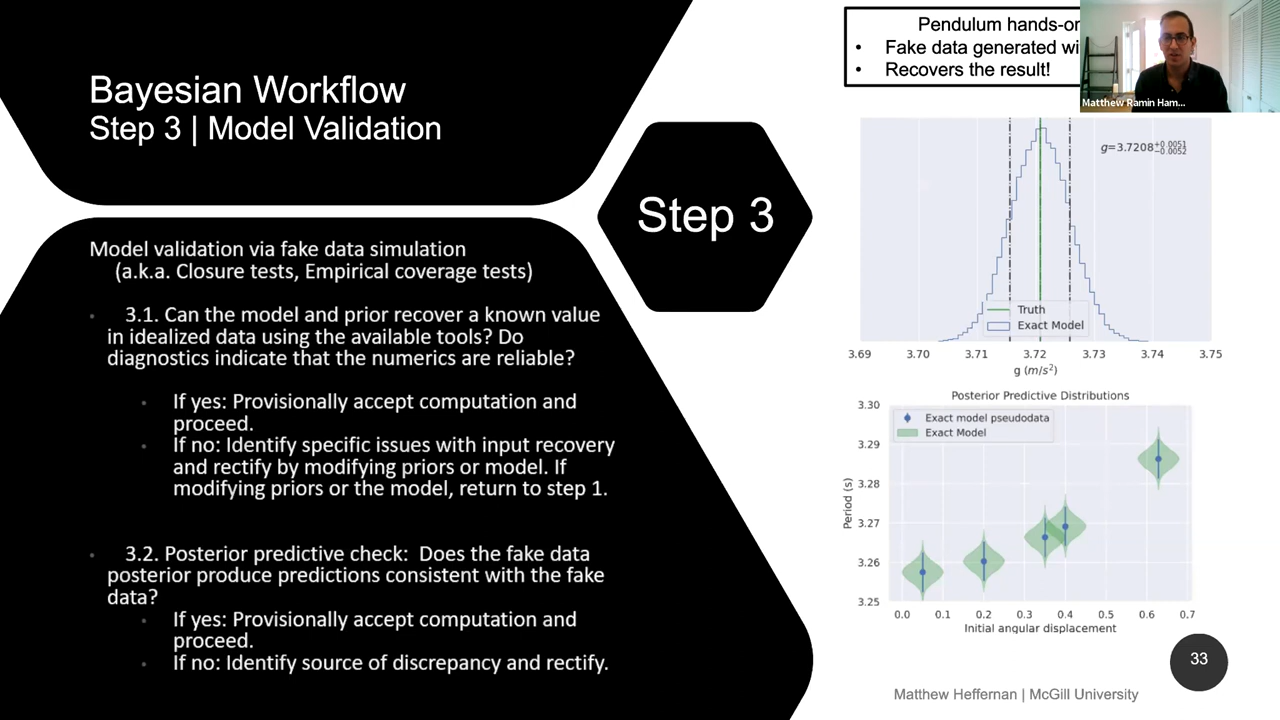 Bayesian Workflow
Step 3 | Model Validation
Step 3
Model validation via fake data simulation
(a.k.a. Closure tests, Empirical coverage tests)
3.1. Can the model and prior recover a known value
in idealized data using the available tools? Do
diagnostics indicate that the numerics are reliable?
If yes: Provisionally accept computation and
proceed.
If no: Identify specific issues with input recovery
and rectify by modifying priors or model. If
modifying priors or the model, return to step 1.
3.2. Posterior predictive check: Does the fake data
posterior produce predictions consistent with the fake
data?
If yes: Provisionally accept computation and
proceed.
If no: Identify source of discrepancy and rectify.
Pendulum hands-on
Fake data generated
Recovers the result!
Matthew Ramin Ham...
g=3.7208+0.0051
−0.0052
Truth
Exact Model
3.69 3.70 3.71 3.72 3.73 3.74 3.75
g (m/s²)
Posterior Predictive Distributions
Exact model pseudodata
Exact Model
Period (s)
3.30
3.29
3.28
3.27
3.26
3.25
0.0 0.1 0.2 0.3 0.4 0.5 0.6 0.7
Initial angular displacement
33
Matthew Heffernan | McGill University